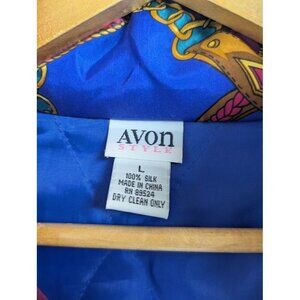 AVON
STYLE
L
100% SILK
MADE IN CHINA
RN 89524
DRY CLEAN ONLY